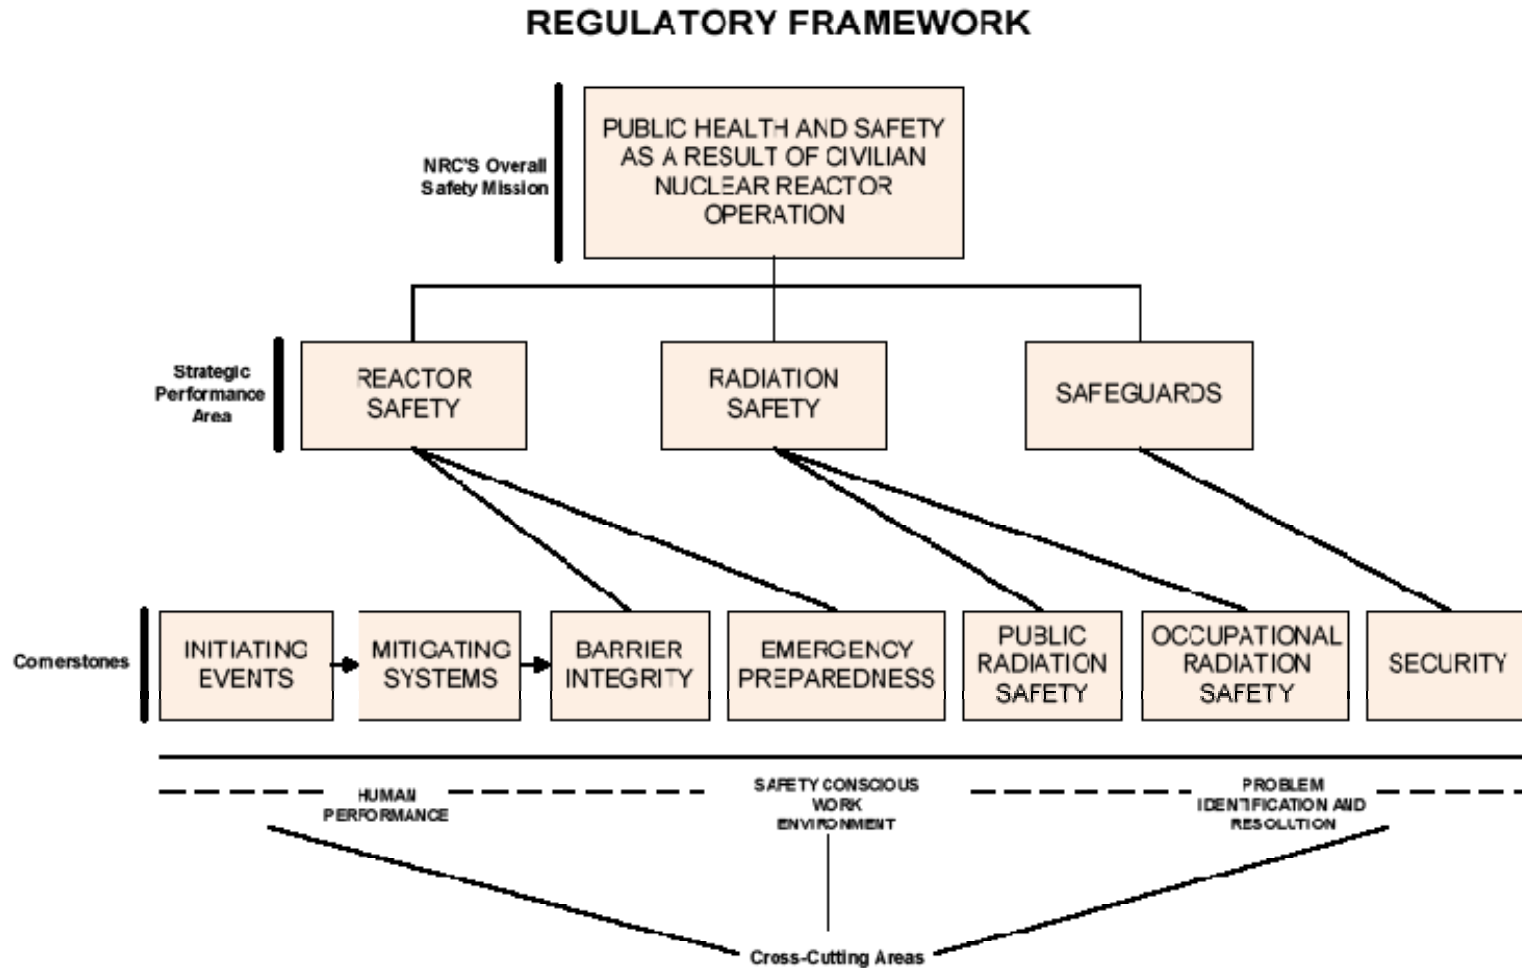 REGULATORY FRAMEWORK
NRC'S Overall
Safety Mission
PUBLIC HEALTH AND SAFETY
AS A RESULT OF CIVILIAN
NUCLEAR REACTOR
OPERATION
Strategic
Performance
Area
REACTOR
SAFETY
RADIATION
SAFETY
SAFEGUARDS
Cornerstones
INITIATING
EVENTS
MITIGATING
SYSTEMS
BARRIER
INTEGRITY
EMERGENCY
PREPAREDNESS
PUBLIC
RADIATION
SAFETY
OCCUPATIONAL
RADIATION
SAFETY
SECURITY
HUMAN
PERFORMANCE
SAFETY CONSCIOUS
WORK
ENVIRONMENT
PROBLEM
IDENTIFICATION AND
RESOLUTION
Cross-Cutting Areas